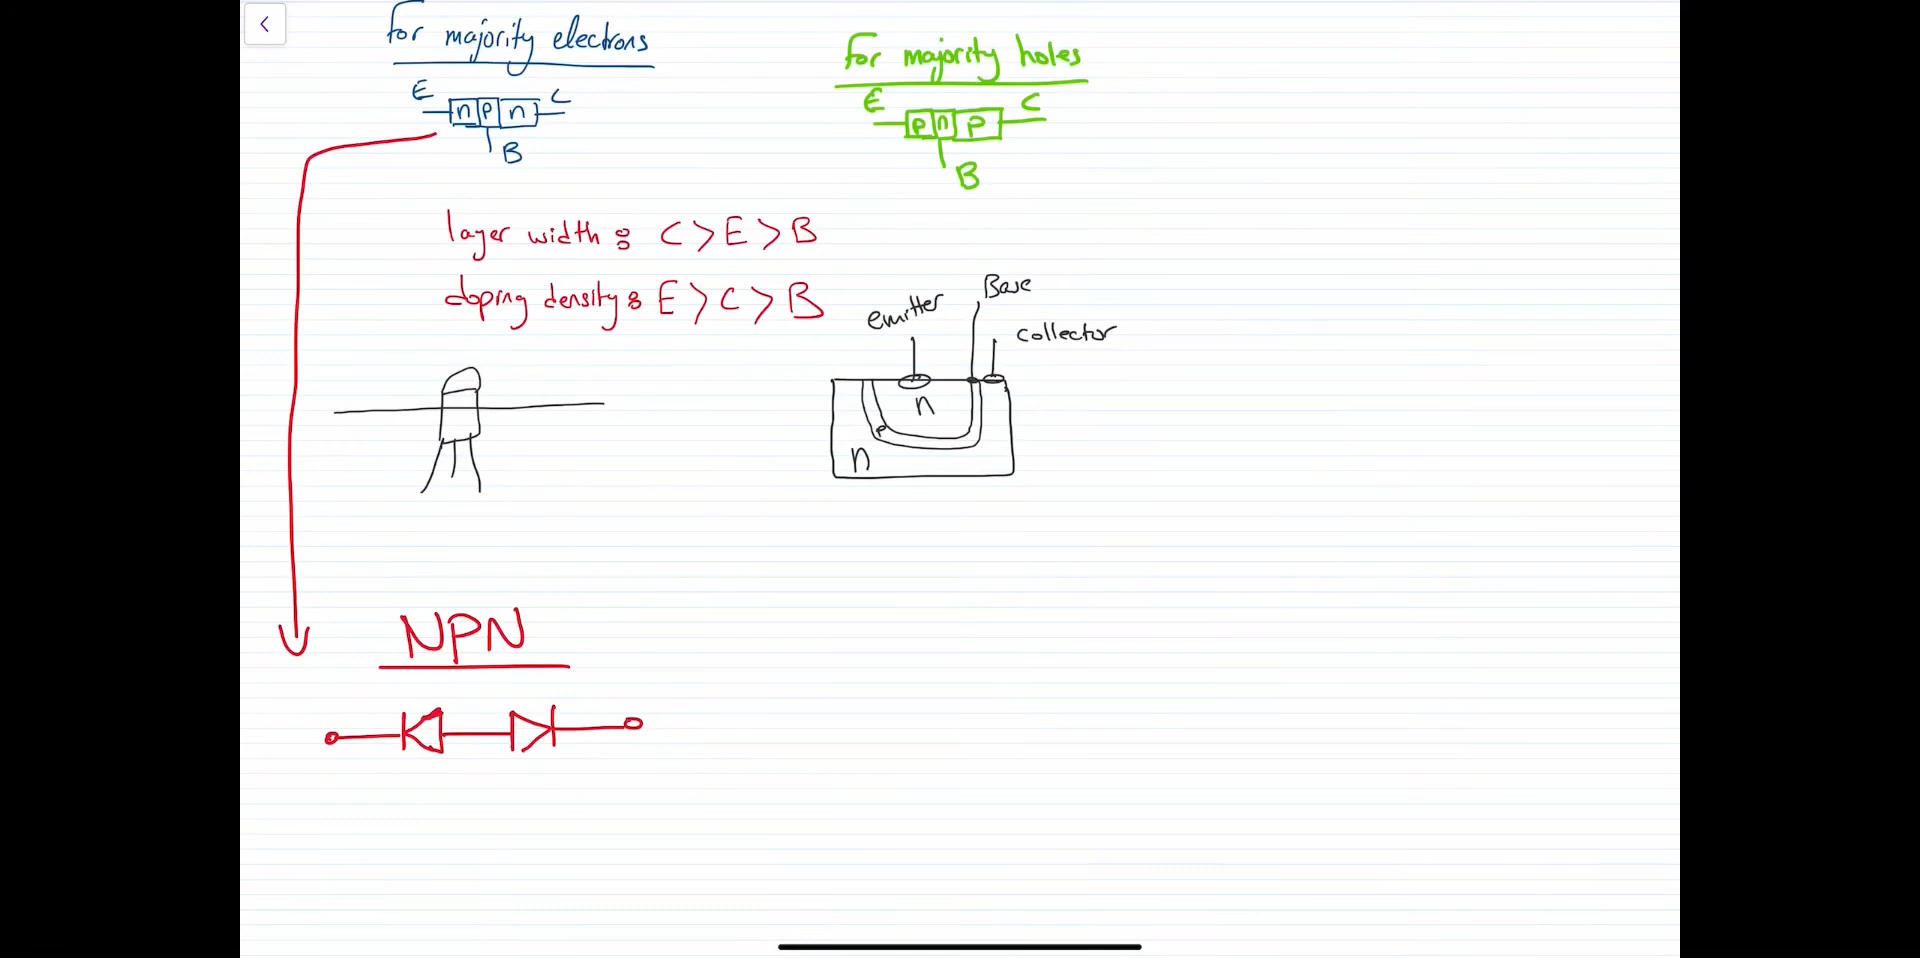 for majority electrons
for majority holes
E n p n C
B
E p n p C
B
layer width : C > E > B
doping density : E > C > B
Base
emitter
collector
n
p
n
NPN